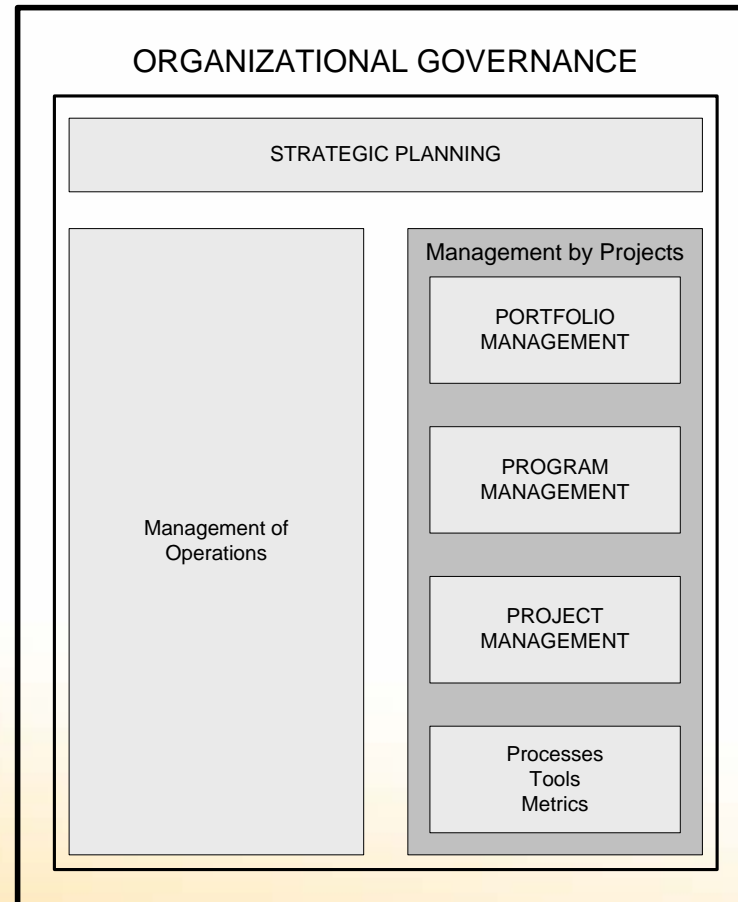 ORGANIZATIONAL GOVERNANCE
STRATEGIC PLANNING
Management of
Operations
Management by Projects
PORTFOLIO
MANAGEMENT
PROGRAM
MANAGEMENT
PROJECT
MANAGEMENT
Processes
Tools
Metrics